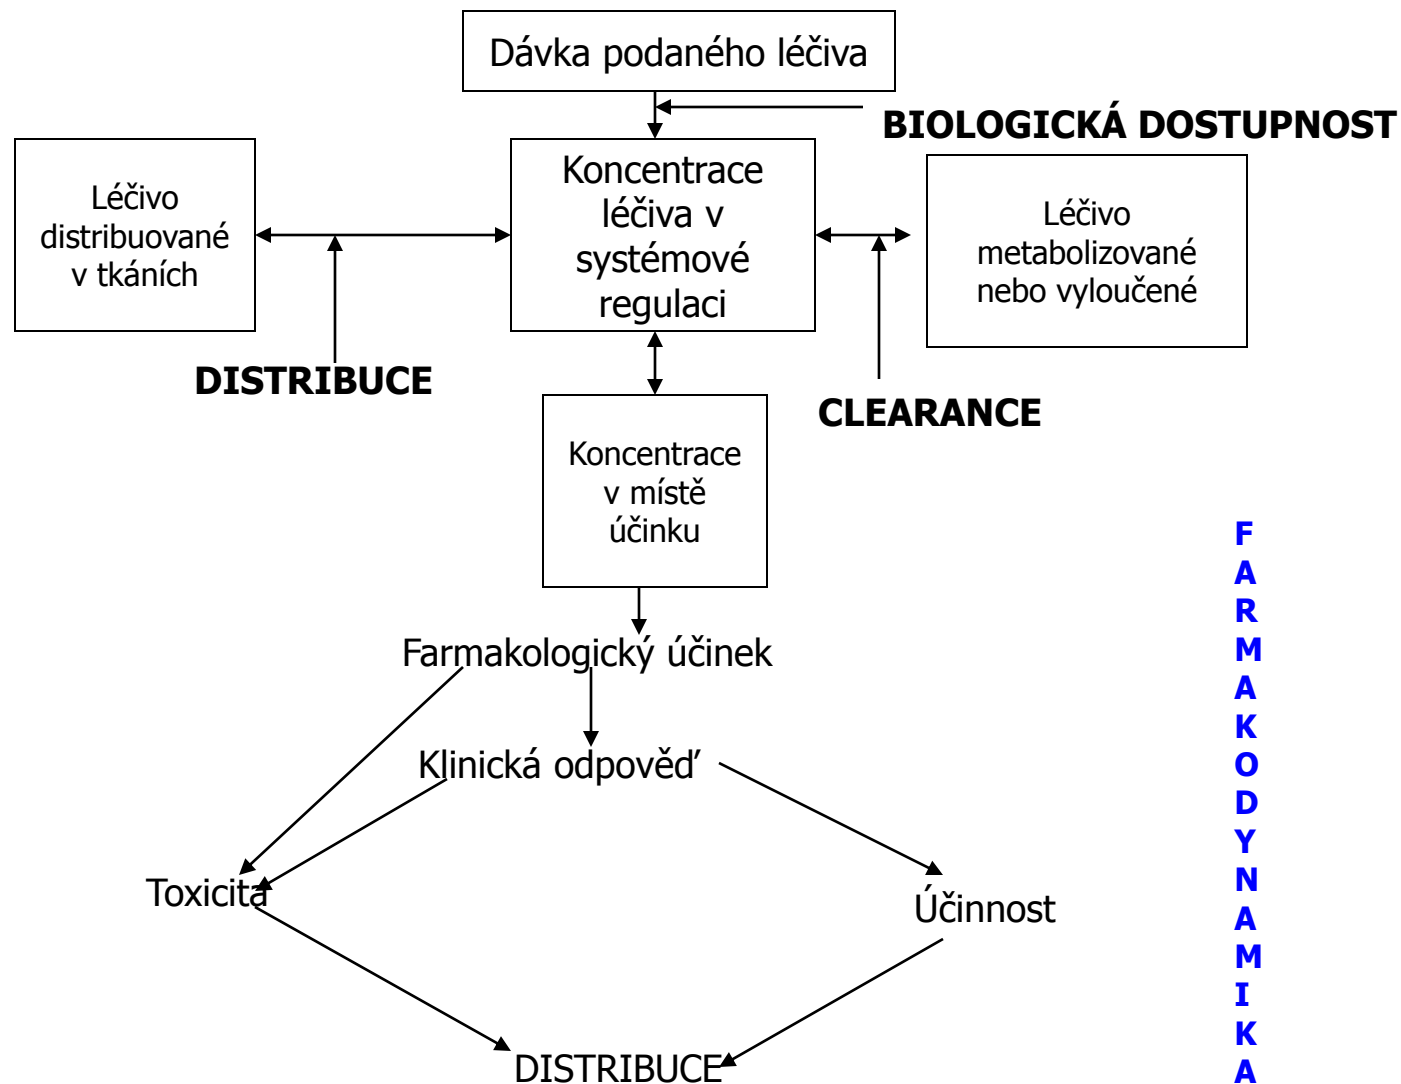 Dávka podaného léčiva
BIOLOGICKÁ DOSTUPNOST
Léčivo
distribuované
v tkáních
Koncentrace
léčiva v
systémové
regulaci
Léčivo
metabolizované
nebo vyloučené
DISTRIBUCE
CLEARANCE
Koncentrace
v místě
účinku
Farmakologický účinek
Klinická odpověď
Toxicita
Účinnost
DISTRIBUCE
F
A
R
M
A
K
O
D
Y
N
A
M
I
K
A